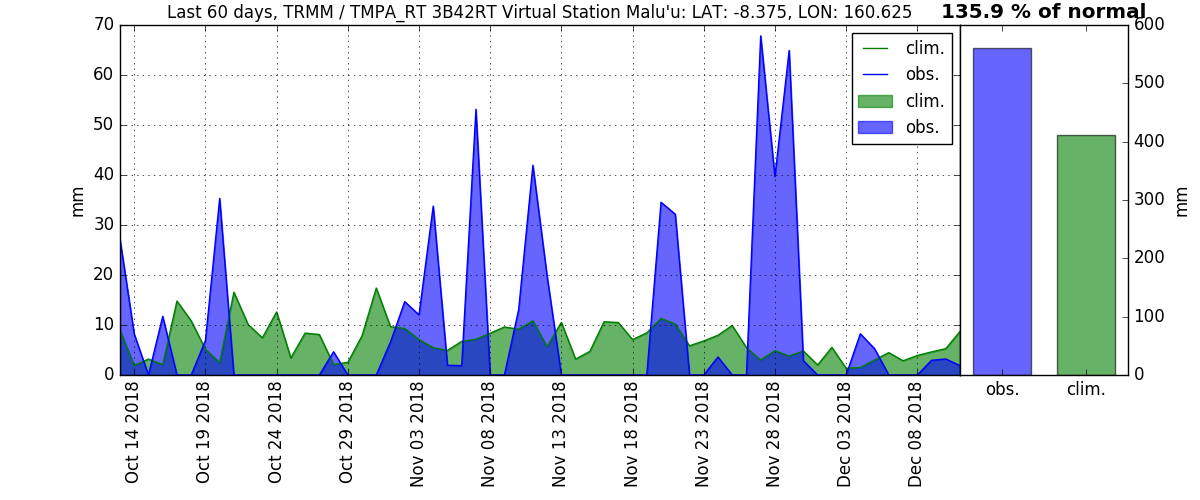 Last 60 days, TRMM / TMPA_RT 3B42RT Virtual Station Malu'u: LAT: -8.375, LON: 160.625
135.9 % of normal
mm
70
60
50
40
30
20
10
0
clim.
obs.
clim.
obs.
Oct 14 2018
Oct 19 2018
Oct 24 2018
Oct 29 2018
Nov 03 2018
Nov 08 2018
Nov 13 2018
Nov 18 2018
Nov 23 2018
Nov 28 2018
Dec 03 2018
Dec 08 2018
600
500
400
300
200
100
0
mm
obs.
clim.